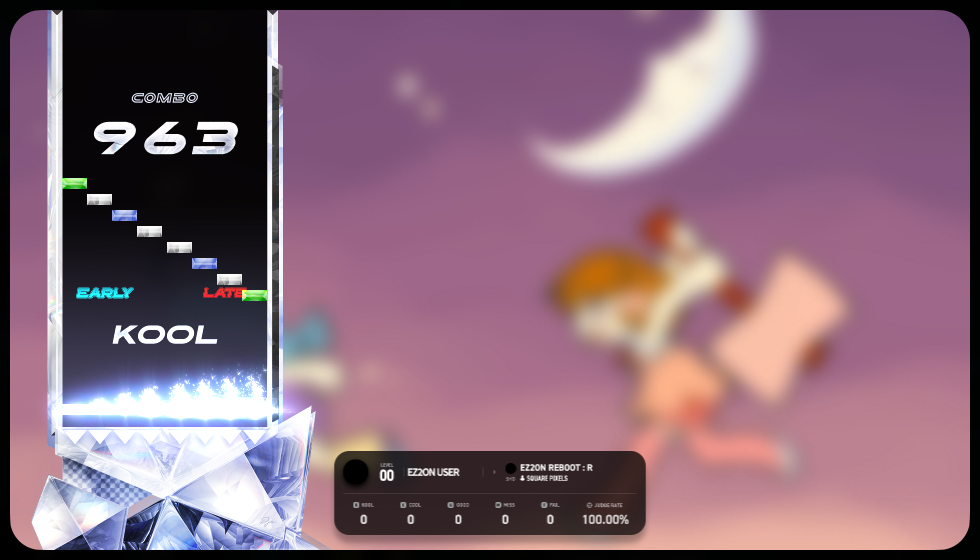 COMBO
963
EARLY
LATE
KOOL
LEVEL
00
EZ2ON USER
EZ2ON REBOOT : R
SQUARE PIXELS
KOOL COOL GOOD MISS FAIL JUDGE RATE
0 0 0 0 0 100.00%